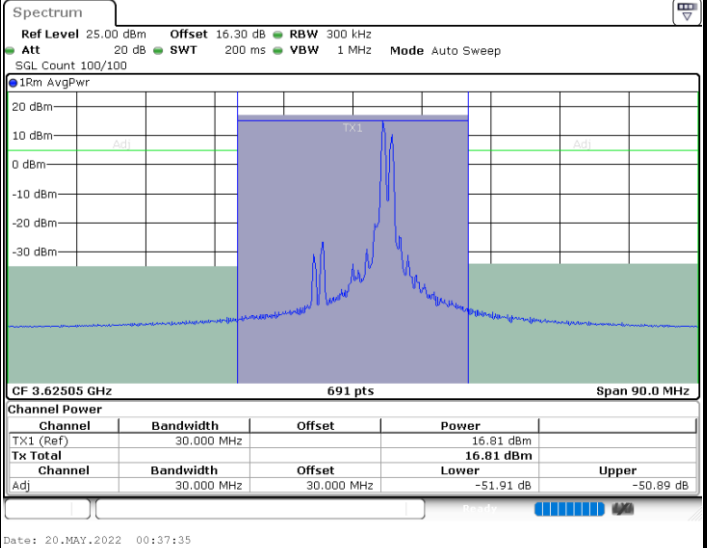 Spectrum
Ref Level 25.00 dBm Offset 16.30 dB RBW 300 kHz
Att 20 dB SWT 200 ms VBW 1 MHz Mode Auto Sweep
SGL Count 100/100
1Rm AvgPwr
20 dBm
TX1
10 dBm
Adj Adj
0 dBm
-10 dBm
-20 dBm
-30 dBm
CF 3.62505 GHz 691 pts Span 90.0 MHz
Channel Power
Channel Bandwidth Offset Power
TX1 (Ref) 30.000 MHz 16.81 dBm
Tx Total 16.81 dBm
Channel Bandwidth Offset Lower Upper
Adj 30.000 MHz 30.000 MHz -51.91 dB -50.89 dB
Ready
Date: 20.MAY.2022 00:37:35